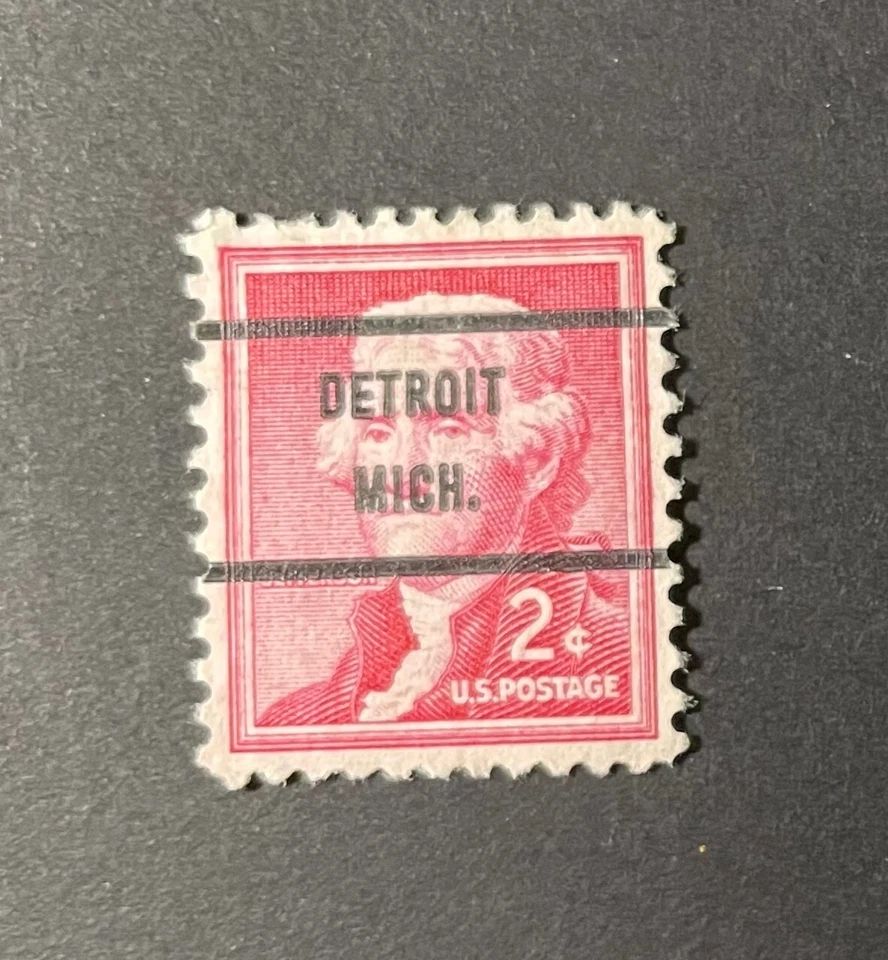 DETROIT
MICH.
2¢
U.S.POSTAGE